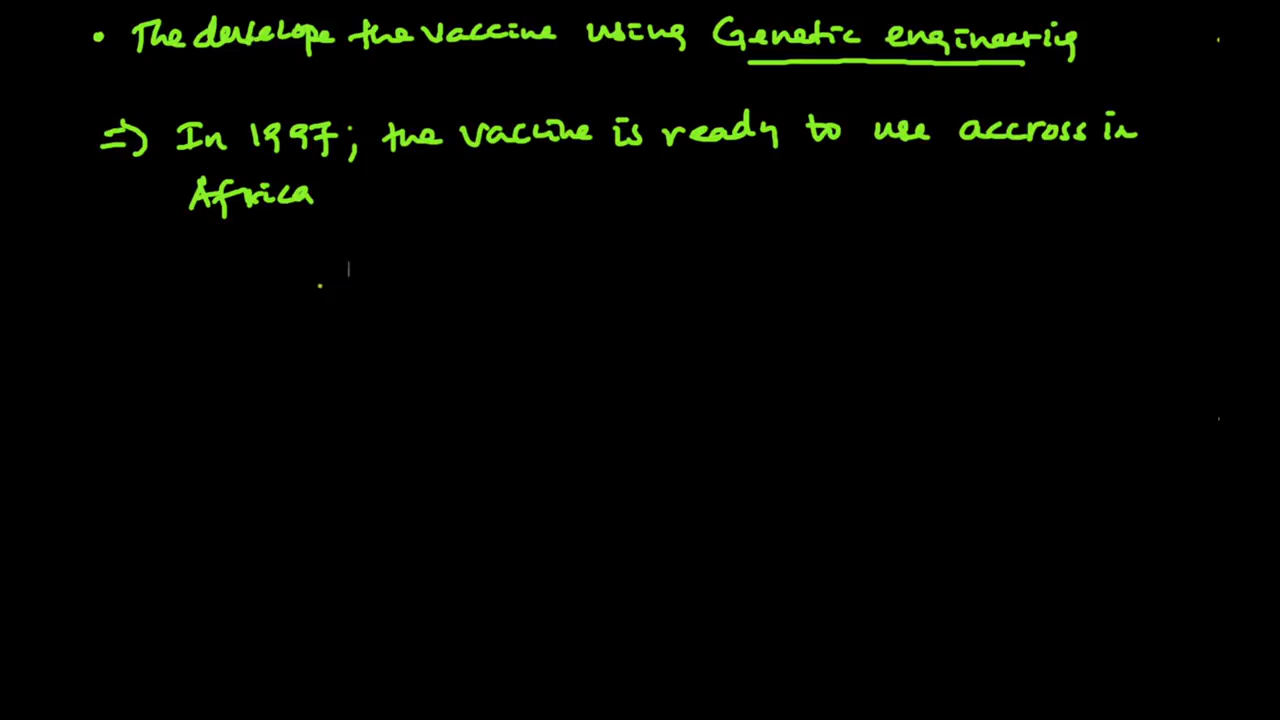 • The develope the vaccine using Genetic engineering
=> In 1997; the vaccine is ready to use accross in
Africa